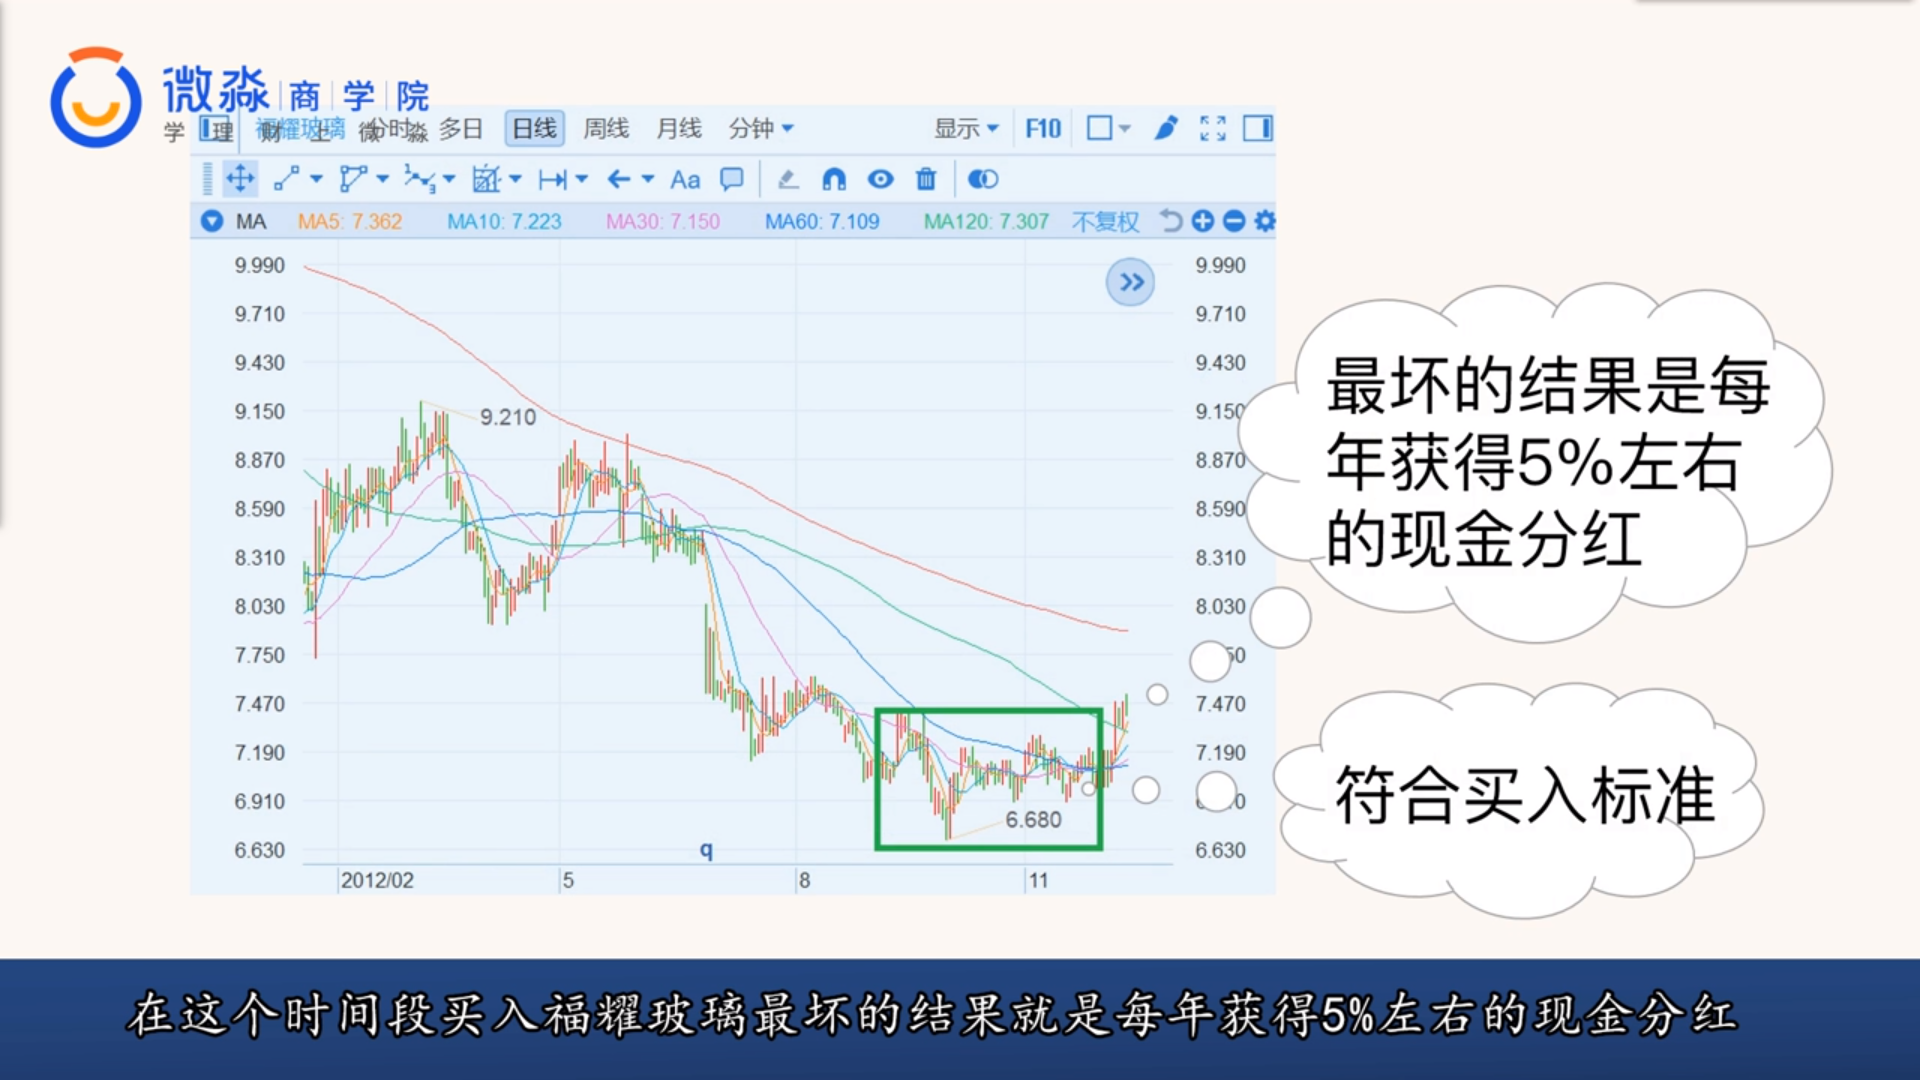 微淼 商学院
学理财上微淼
福耀玻璃 分时 多日 日线 周线 月线 分钟 显示 F10
Aa
MA MA5: 7.362 MA10: 7.223 MA30: 7.150 MA60: 7.109 MA120: 7.307 不复权
9.990 9.990
9.710 9.710
9.430 9.430
9.150 9.210 9.150
8.870 8.870
8.590 8.590
8.310 8.310
8.030 8.030
7.750
7.470 7.470
7.190 7.190
6.910
6.680
6.630 q 6.630
2012/02 5 8 11
最坏的结果是每
年获得5%左右
的现金分红
符合买入标准
在这个时间段买入福耀玻璃最坏的结果就是每年获得5%左右的现金分红